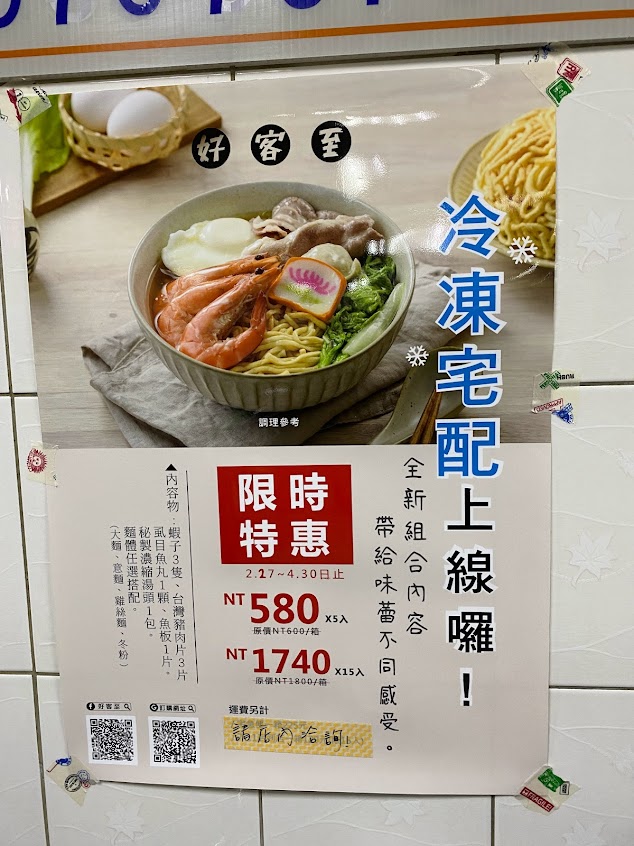 好客至
冷凍宅配上線囉！
全新組合內容
帶給味蕾不同感受。
調理參考
限時
特惠
2.27~4.30日止
NT580 X5入
原價NT600/箱
NT1740 X15入
原價NT1800/箱
▲內容物：蝦子3隻、台灣豬肉片3片
虱目魚丸1顆、魚板1片。
秘製濃縮湯頭1包。
麵體任選搭配。
(大麵、意麵、雞絲麵、冬粉)
好客至
訂購網址
運費另計
請店內洽詢!
FRAGILE